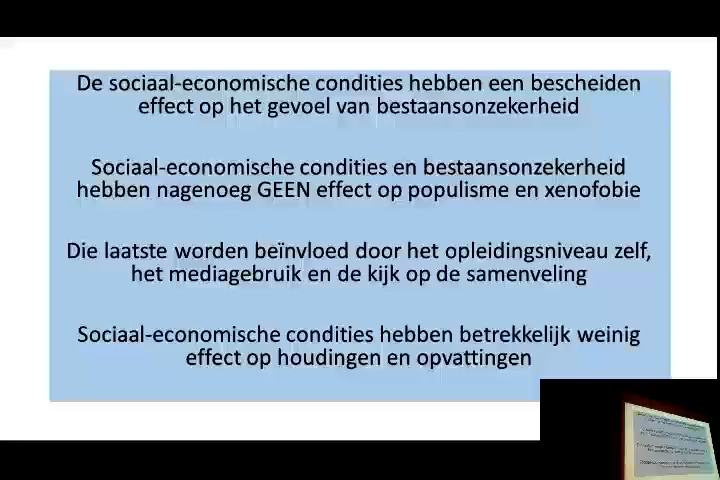 De sociaal-economische condities hebben een bescheiden
effect op het gevoel van bestaansonzekerheid
Sociaal-economische condities en bestaansonzekerheid
hebben nagenoeg GEEN effect op populisme en xenofobie
Die laatste worden beïnvloed door het opleidingsniveau zelf,
het mediagebruik en de kijk op de samenveling
Sociaal-economische condities hebben betrekkelijk weinig
effect op houdingen en opvattingen